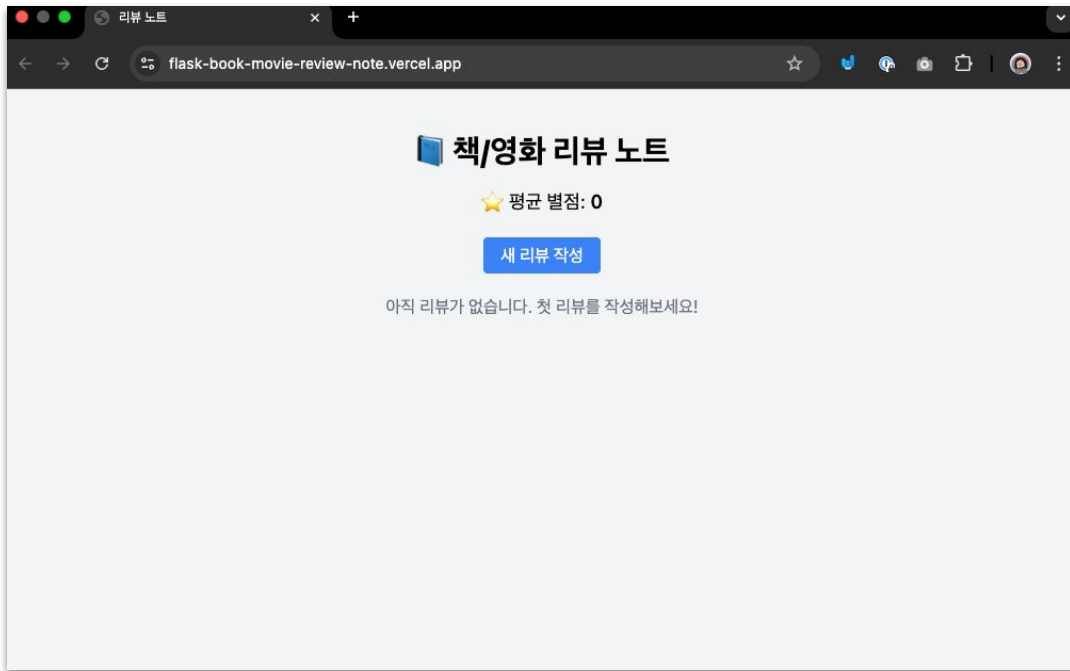 리뷰 노트
flask-book-movie-review-note.vercel.app
📘 책/영화 리뷰 노트
⭐ 평균 별점: 0
새 리뷰 작성
아직 리뷰가 없습니다. 첫 리뷰를 작성해보세요!